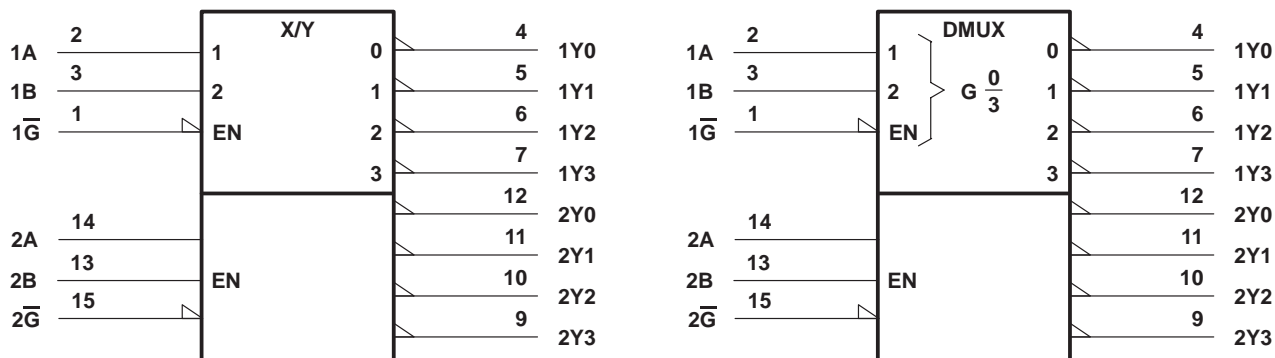 X/Y
1A 2 1 0 4 1Y0
1B 3 2 1 5 1Y1
1G̅ 1 EN 2 6 1Y2
3 7 1Y3
12 2Y0
2A 14 11 2Y1
2B 13 EN 10 2Y2
2G̅ 15 9 2Y3
DMUX
1A 2 1 0 4 1Y0
1B 3 2 G 0/3 1 5 1Y1
1G̅ 1 EN 2 6 1Y2
3 7 1Y3
12 2Y0
2A 14 11 2Y1
2B 13 EN 10 2Y2
2G̅ 15 9 2Y3